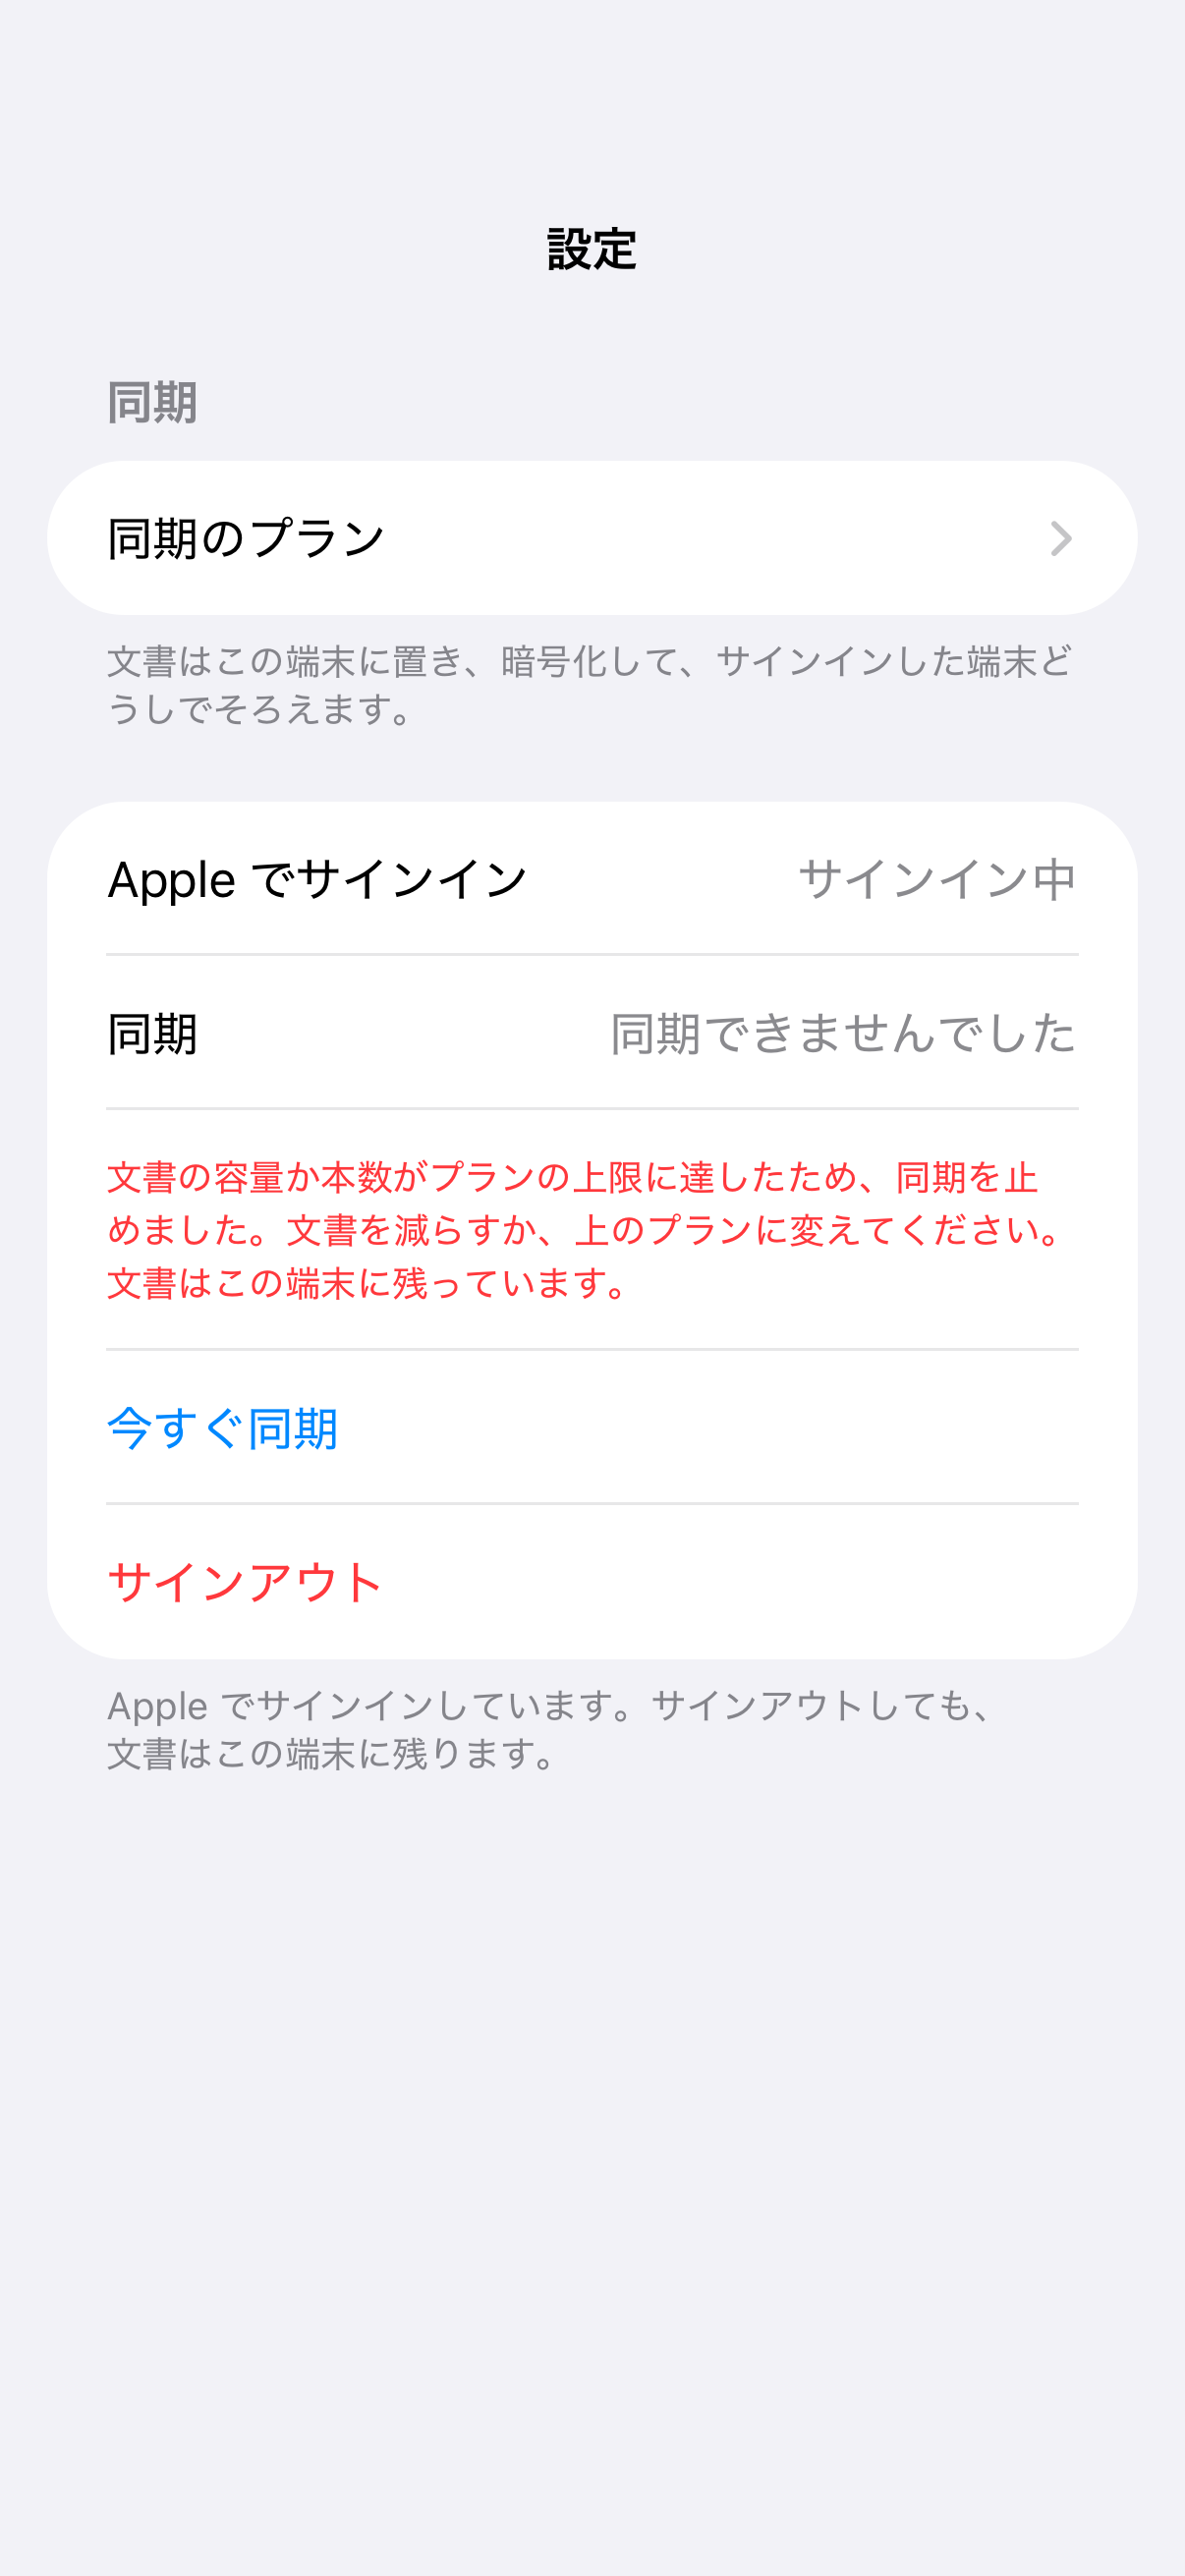 設定
同期
同期のプラン
文書はこの端末に置き、暗号化して、サインインした端末ど
うしでそろえます。
Apple でサインイン サインイン中
同期 同期できませんでした
文書の容量か本数がプランの上限に達したため、同期を止
めました。文書を減らすか、上のプランに変えてください。
文書はこの端末に残っています。
今すぐ同期
サインアウト
Apple でサインインしています。サインアウトしても、
文書はこの端末に残ります。